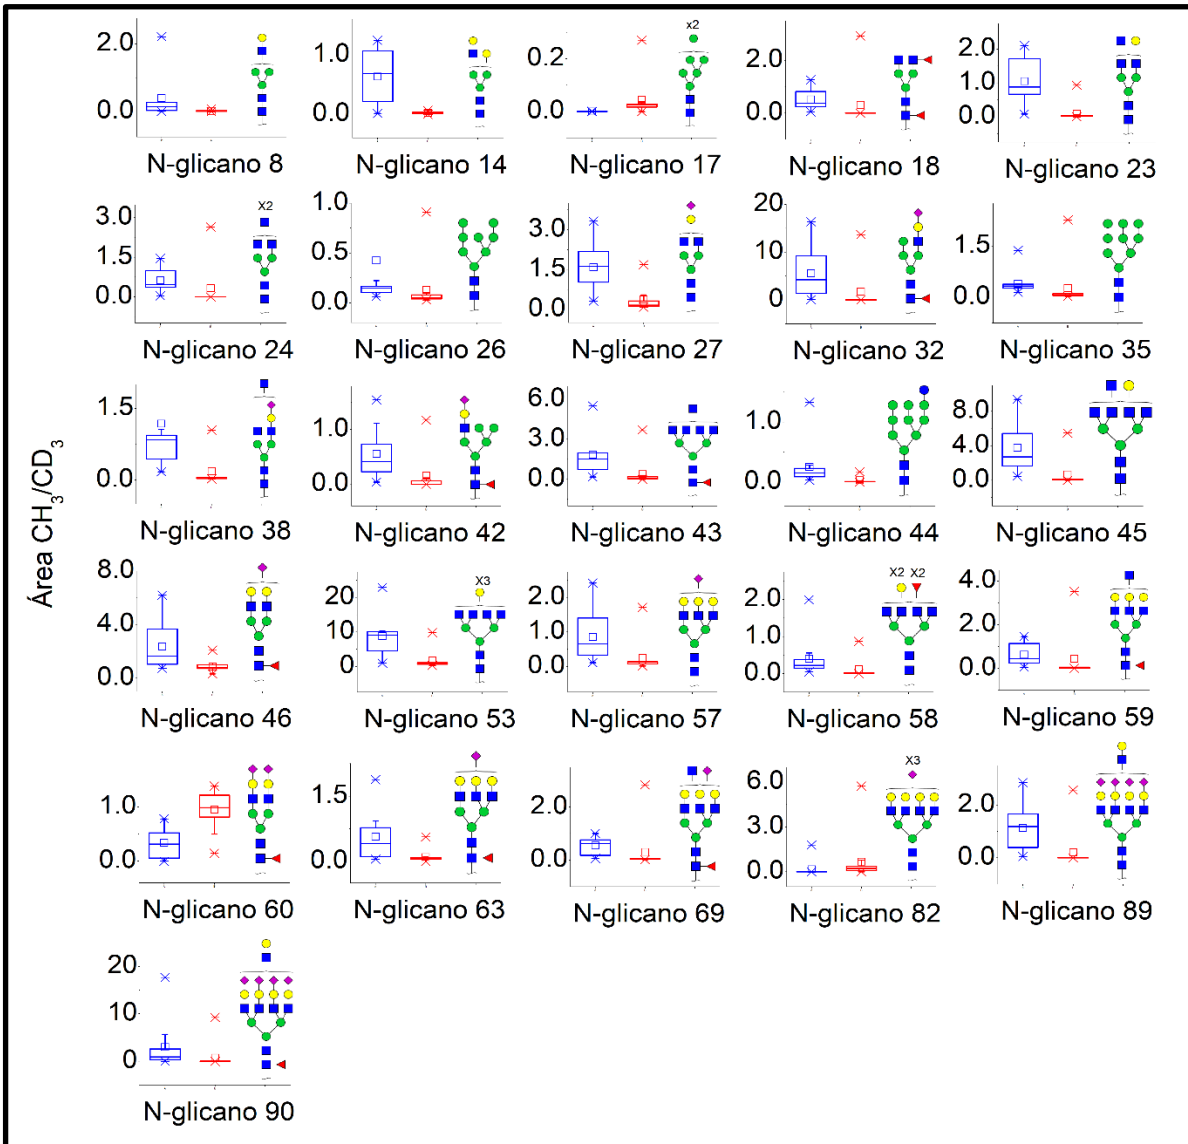 Área CH₃/CD₃
2.0
0.0
N-glicano 8
1.0
0.0
N-glicano 14
x2
0.2
0.0
N-glicano 17
2.0
0.0
N-glicano 18
2.0
1.0
0.0
N-glicano 23
X2
3.0
1.5
0.0
N-glicano 24
1.0
0.5
0.0
N-glicano 26
3.0
1.5
0.0
N-glicano 27
20
10
0
N-glicano 32
1.5
0.0
N-glicano 35
1.5
0.0
N-glicano 38
1.0
0.0
N-glicano 42
6.0
3.0
0.0
N-glicano 43
2.0
1.0
0.0
N-glicano 44
8.0
4.0
0.0
N-glicano 45
8.0
4.0
0.0
N-glicano 46
X3
20
10
0
N-glicano 53
2.0
1.0
0.0
N-glicano 57
X2 X2
2.0
1.0
0.0
N-glicano 58
4.0
2.0
0.0
N-glicano 59
1.0
0.0
N-glicano 60
1.5
0.0
N-glicano 63
2.0
0.0
N-glicano 69
X3
6.0
3.0
0.0
N-glicano 82
2.0
0.0
N-glicano 89
20
10
0
N-glicano 90